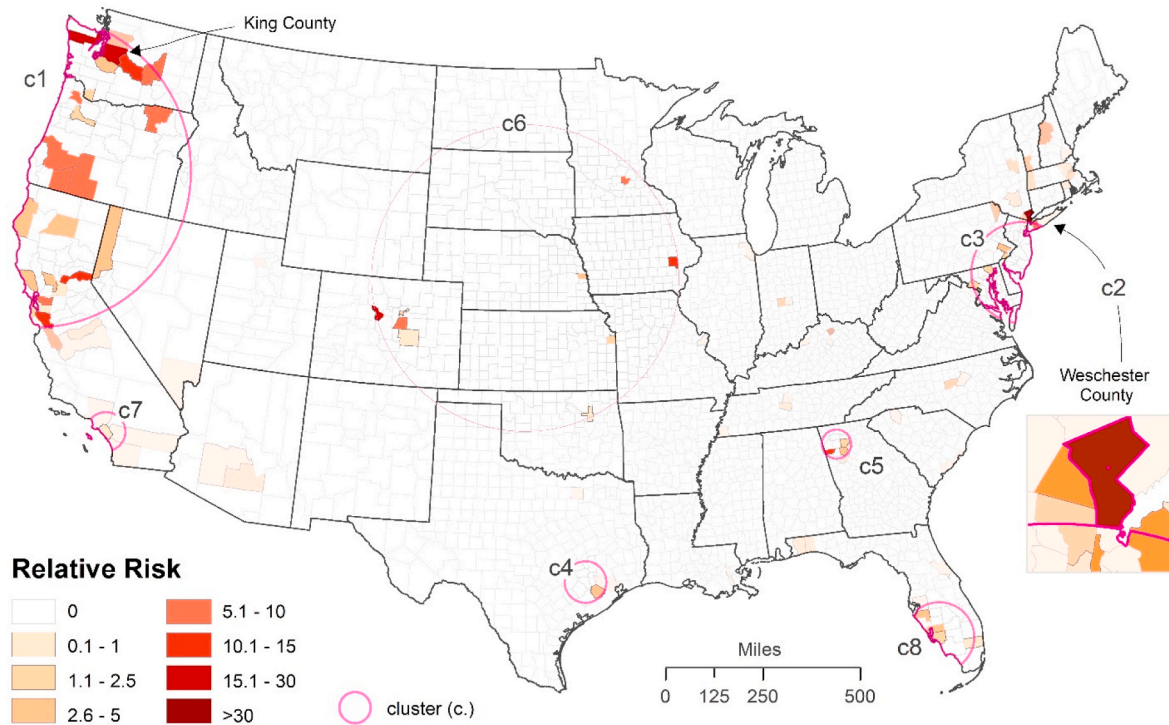 King County
c1
c6
c3
c2
Weschester
County
c7
c5
c4
c8
Relative Risk
0
0.1 - 1
1.1 - 2.5
2.6 - 5
5.1 - 10
10.1 - 15
15.1 - 30
>30
cluster (c.)
Miles
0 125 250 500